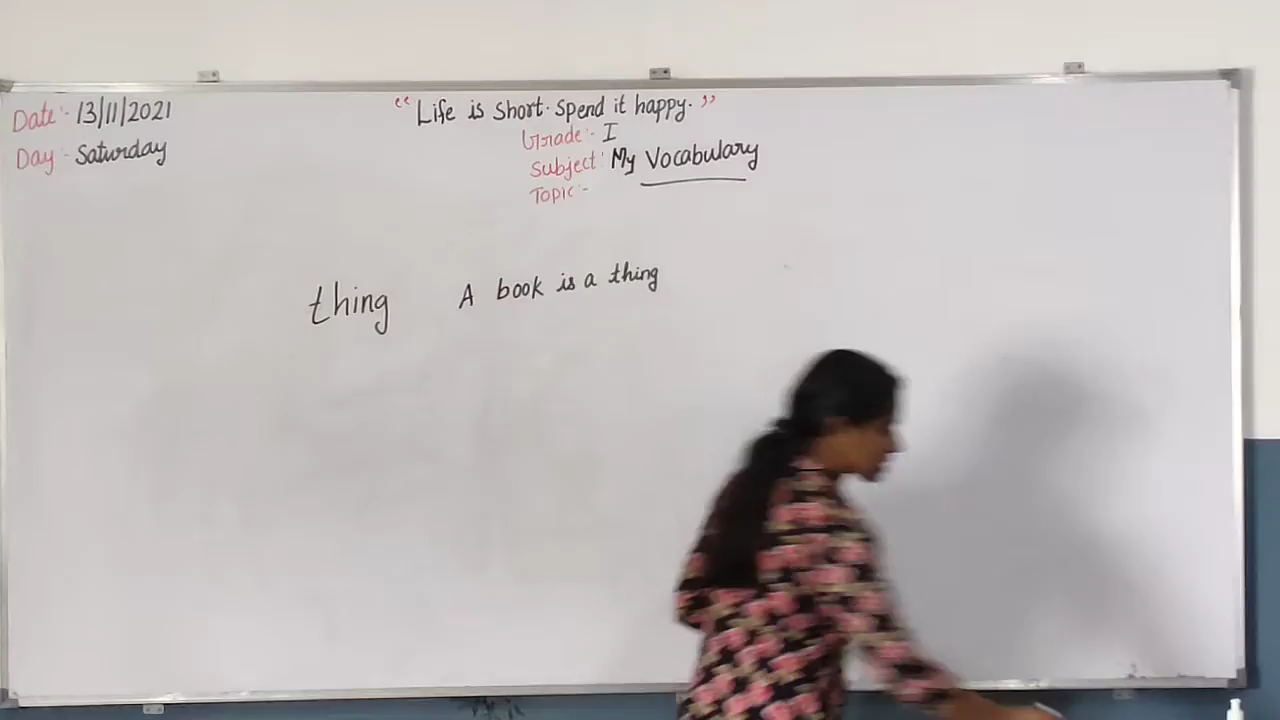 Date:- 13/11/2021
Day:- Saturday
"Life is short. Spend it happy."
Grade:- I
Subject: My Vocabulary
Topic:-
thing
A book is a thing